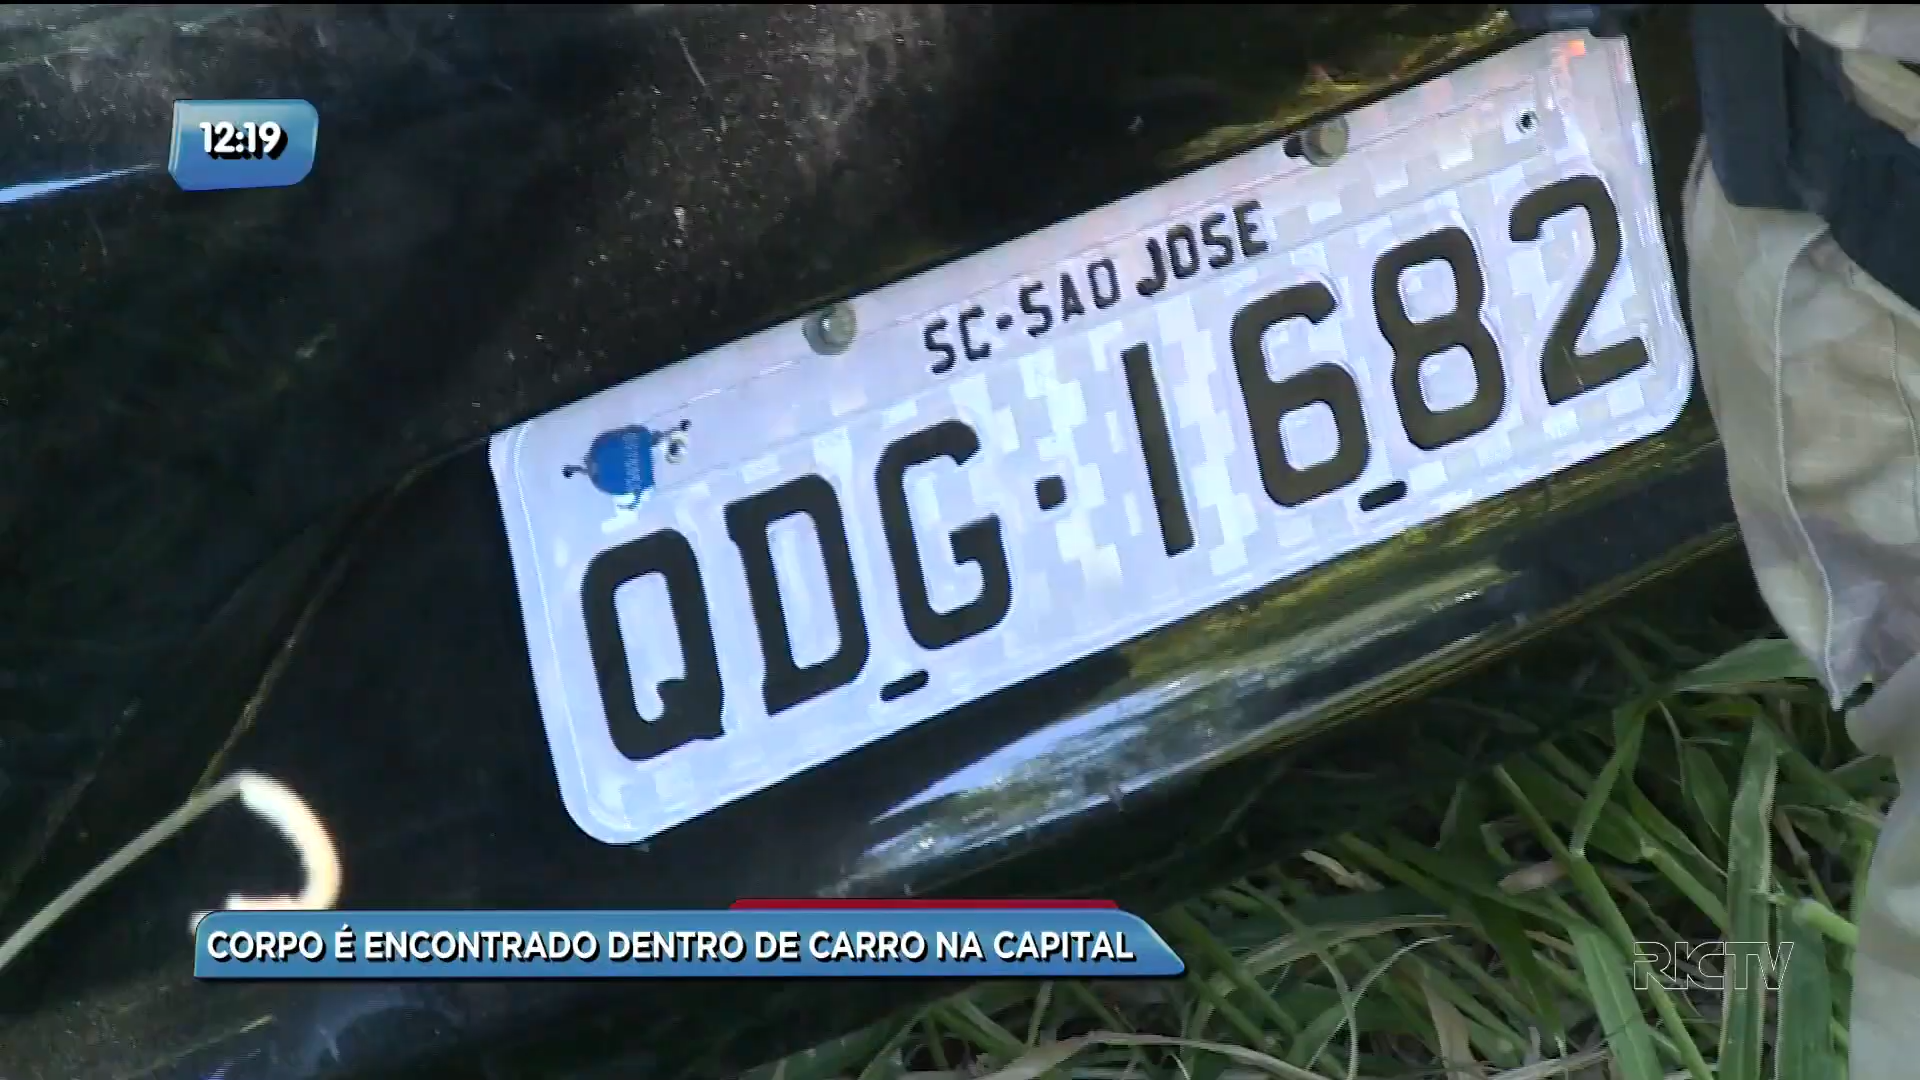 12:19
SC-SAO JOSE
QDG·1682
CORPO É ENCONTRADO DENTRO DE CARRO NA CAPITAL
RICTV